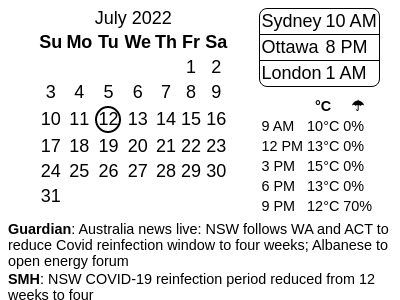 July 2022
Su Mo Tu We Th Fr Sa
1 2
3 4 5 6 7 8 9
10 11 12 13 14 15 16
17 18 19 20 21 22 23
24 25 26 27 28 29 30
31
Sydney 10 AM
Ottawa 8 PM
London 1 AM
°C ☂
9 AM 10°C 0%
12 PM 13°C 0%
3 PM 15°C 0%
6 PM 13°C 0%
9 PM 12°C 70%
Guardian: Australia news live: NSW follows WA and ACT to
reduce Covid reinfection window to four weeks; Albanese to
open energy forum
SMH: NSW COVID-19 reinfection period reduced from 12
weeks to four